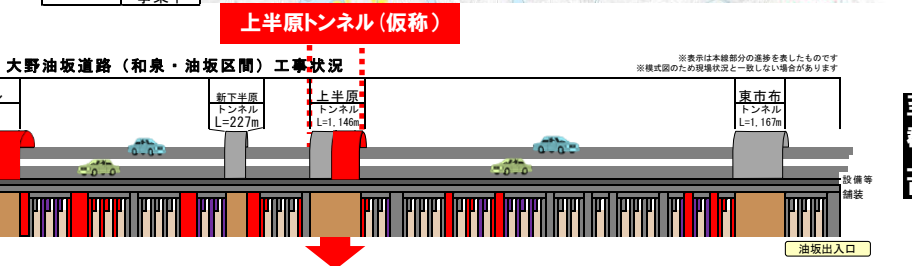 上半原トンネル(仮称)
大野油坂道路(和泉・油坂区間)工事状況
※表示は本線部分の進捗を表したものです
※模式図のため現場状況と一致しない場合があります
新下半原
トンネル
L=227m
上半原
トンネル
L=1,146m
東市布
トンネル
L=1,167m
設備等
舗装
油坂出入口